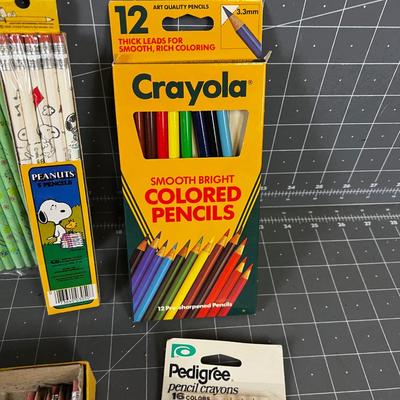 12
ART QUALITY PENCILS
THICK LEADS FOR
SMOOTH, RICH COLORING
3.3mm
Crayola®
SMOOTH BRIGHT
COLORED
PENCILS
12 Pre-sharpened Pencils
PEANUTS
PENCILS
Pedigree®
pencil crayons
16 COLORS